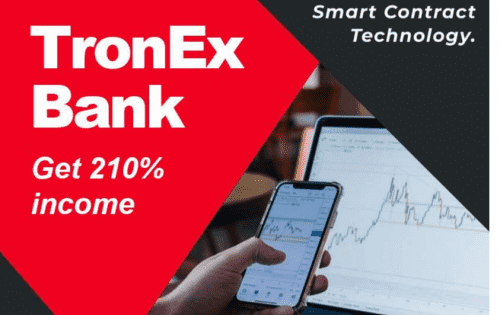 TronEx
Bank
Get 210%
income
Smart Contract
Technology.